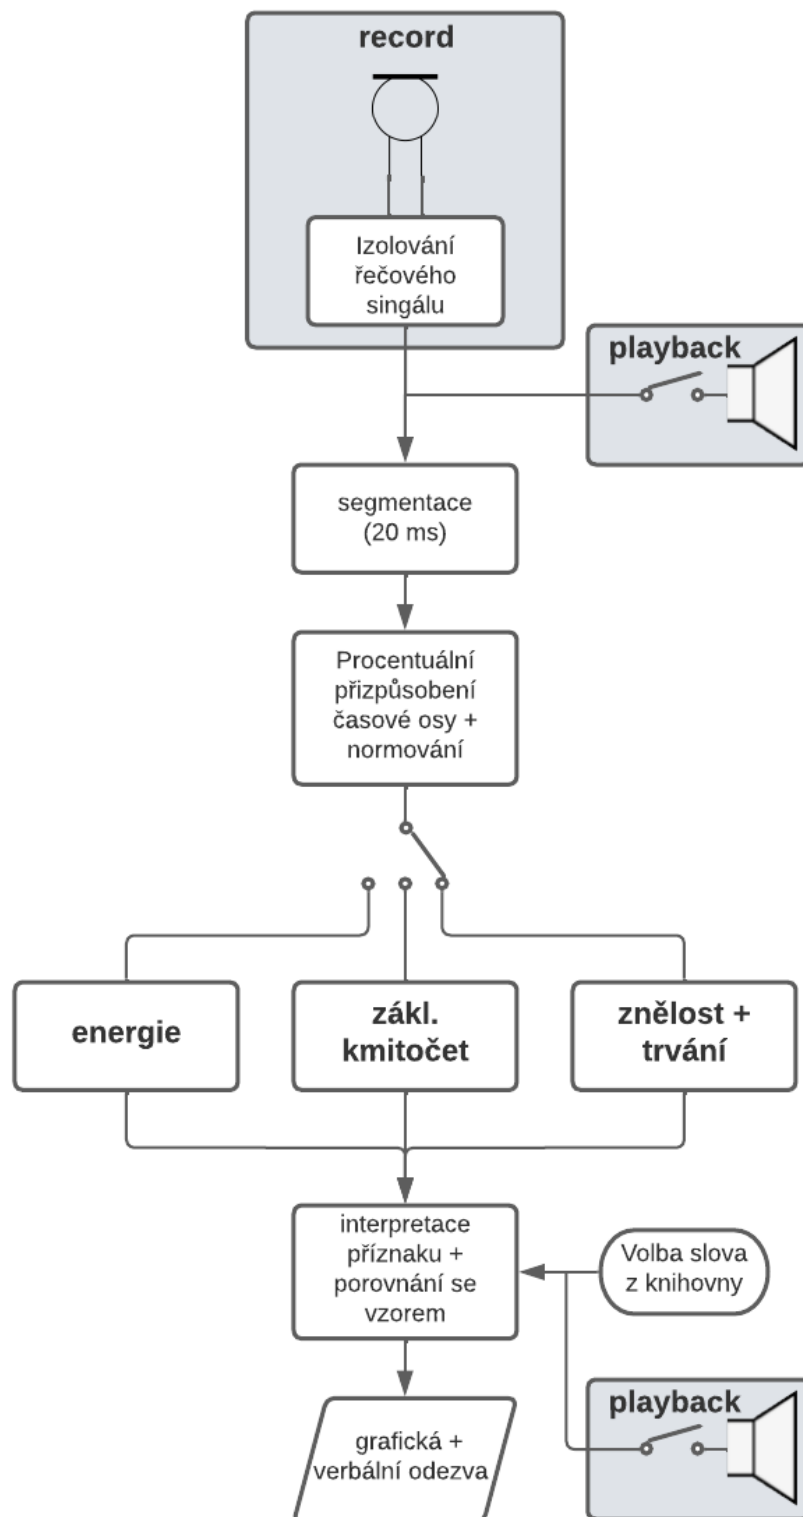 record
Izolování
řečového
singálu
playback
segmentace
(20 ms)
Procentuální
přizpůsobení
časové osy +
normování
energie
zákl.
kmitočet
znělost +
trvání
interpretace
příznaku +
porovnání se
vzorem
Volba slova
z knihovny
playback
grafická +
verbální odezva